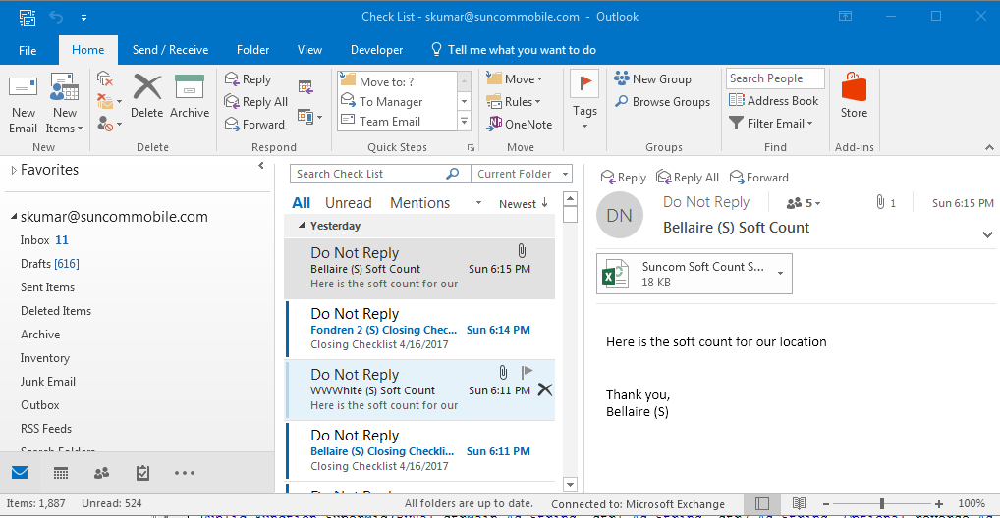 Check List - skumar@suncommobile.com - Outlook
File Home Send / Receive Folder View Developer Tell me what you want to do
New Email
New Items
New
Delete
Archive
Delete
Reply
Reply All
Forward
Respond
Move to: ?
To Manager
Team Email
Quick Steps
Move
Rules
OneNote
Move
Tags
New Group
Browse Groups
Groups
Search People
Address Book
Filter Email
Find
Store
Add-ins
Favorites
skumar@suncommobile.com
Inbox 11
Drafts [616]
Sent Items
Deleted Items
Archive
Inventory
Junk Email
Outbox
RSS Feeds
Search Folders
Search Check List Current Folder
All Unread Mentions Newest ↓
Yesterday
Do Not Reply
Bellaire (S) Soft Count Sun 6:15 PM
Here is the soft count for our
Do Not Reply
Fondren 2 (S) Closing Chec... Sun 6:14 PM
Closing Checklist 4/16/2017
Do Not Reply
WWWhite (S) Soft Count Sun 6:11 PM
Here is the soft count for our
Do Not Reply
Bellaire (S) Closing Checkli... Sun 6:11 PM
Closing Checklist 4/16/2017
Do Not Reply
Reply Reply All Forward
DN
Do Not Reply 5 1 Sun 6:15 PM
Bellaire (S) Soft Count
Suncom Soft Count S...
18 KB
Here is the soft count for our location
Thank you,
Bellaire (S)
Items: 1,887 Unread: 524 All folders are up to date. Connected to: Microsoft Exchange 100%